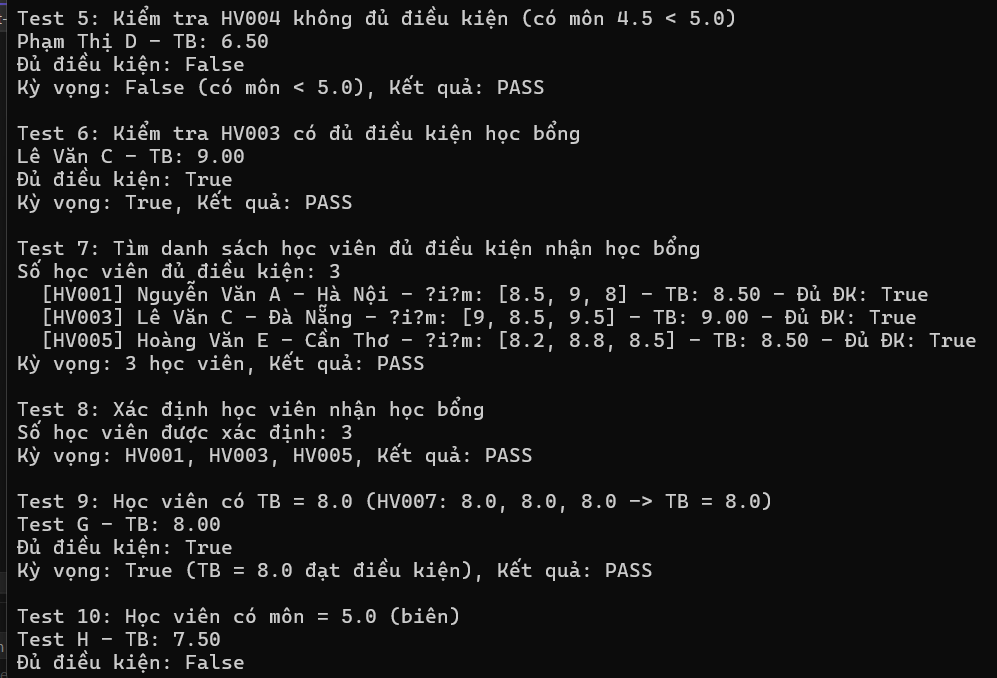 Test 5: Kiểm tra HV004 không đủ điều kiện (có môn 4.5 < 5.0)
Phạm Thị D - TB: 6.50
Đủ điều kiện: False
Kỳ vọng: False (có môn < 5.0), Kết quả: PASS
Test 6: Kiểm tra HV003 có đủ điều kiện học bổng
Lê Văn C - TB: 9.00
Đủ điều kiện: True
Kỳ vọng: True, Kết quả: PASS
Test 7: Tìm danh sách học viên đủ điều kiện nhận học bổng
Số học viên đủ điều kiện: 3
[HV001] Nguyễn Văn A - Hà Nội - ?i?m: [8.5, 9, 8] - TB: 8.50 - Đủ ĐK: True
[HV003] Lê Văn C - Đà Nẵng - ?i?m: [9, 8.5, 9.5] - TB: 9.00 - Đủ ĐK: True
[HV005] Hoàng Văn E - Cần Thơ - ?i?m: [8.2, 8.8, 8.5] - TB: 8.50 - Đủ ĐK: True
Kỳ vọng: 3 học viên, Kết quả: PASS
Test 8: Xác định học viên nhận học bổng
Số học viên được xác định: 3
Kỳ vọng: HV001, HV003, HV005, Kết quả: PASS
Test 9: Học viên có TB = 8.0 (HV007: 8.0, 8.0, 8.0 -> TB = 8.0)
Test G - TB: 8.00
Đủ điều kiện: True
Kỳ vọng: True (TB = 8.0 đạt điều kiện), Kết quả: PASS
Test 10: Học viên có môn = 5.0 (biên)
Test H - TB: 7.50
Đủ điều kiện: False